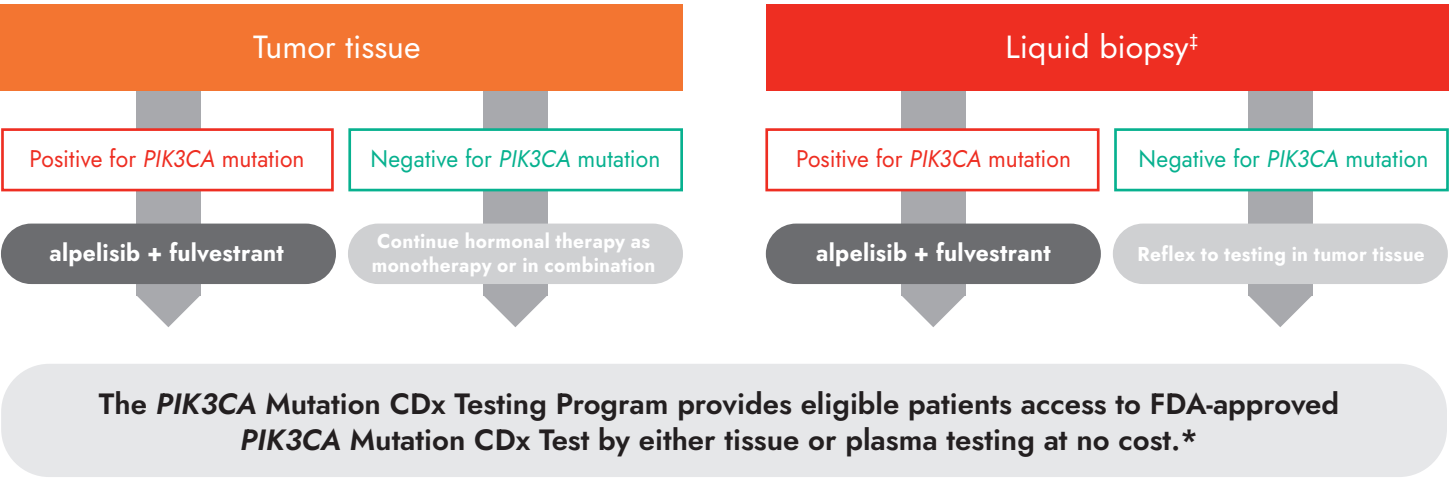 Tumor tissue
Liquid biopsy‡
Positive for PIK3CA mutation
Negative for PIK3CA mutation
Positive for PIK3CA mutation
Negative for PIK3CA mutation
alpelisib + fulvestrant
Continue hormonal therapy as
monotherapy or in combination
alpelisib + fulvestrant
Reflex to testing in tumor tissue
The PIK3CA Mutation CDx Testing Program provides eligible patients access to FDA-approved
PIK3CA Mutation CDx Test by either tissue or plasma testing at no cost.*